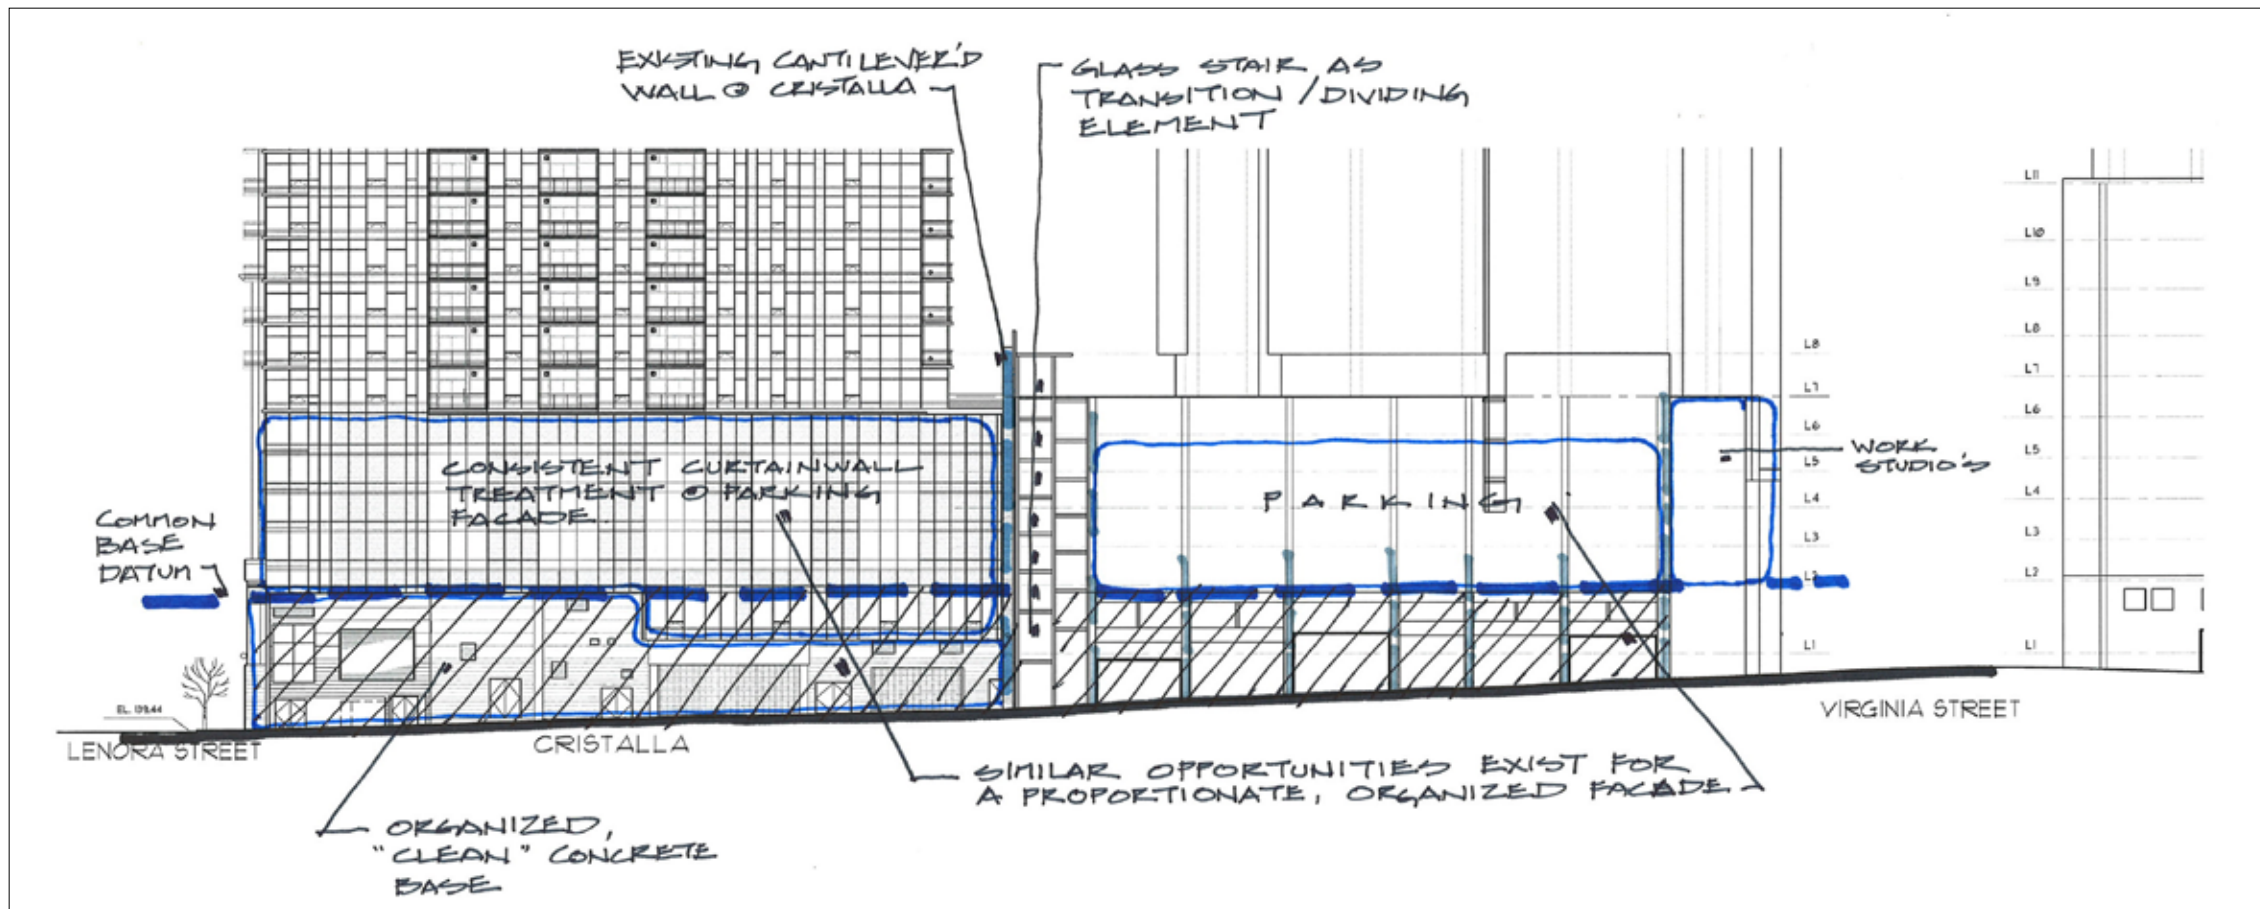 EXISTING CANTILEVER'D
WALL @ CRISTALLA
GLASS STAIR AS
TRANSITION / DIVIDING
ELEMENT
CONSISTENT CURTAINWALL
TREATMENT @ PARKING
FACADE.
PARKING
WORK
STUDIO'S
COMMON
BASE
DATUM
L8
L7
L6
L5
L4
L3
L2
L1
L11
L10
L9
L8
L7
L6
L5
L4
L3
L2
L1
EL. 139.44
LENORA STREET
CRISTALLA
VIRGINIA STREET
SIMILAR OPPORTUNITIES EXIST FOR
A PROPORTIONATE, ORGANIZED FACADE
ORGANIZED,
"CLEAN" CONCRETE
BASE